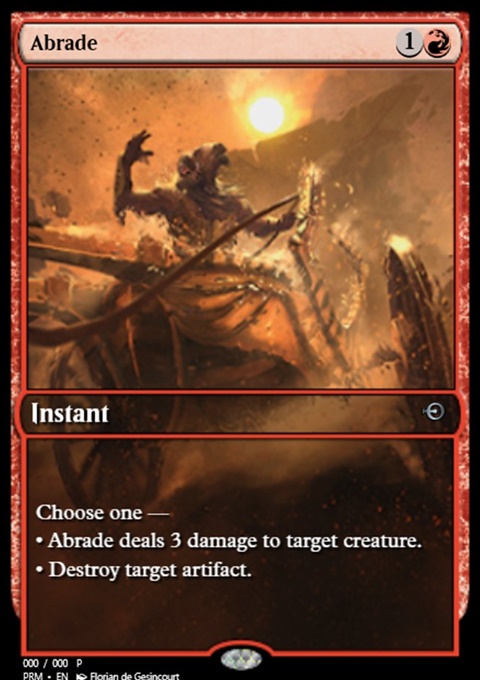 Abrade 1
Instant
Choose one —
• Abrade deals 3 damage to target creature.
• Destroy target artifact.
000 / 000 P
PRM • EN Florian de Gesincourt